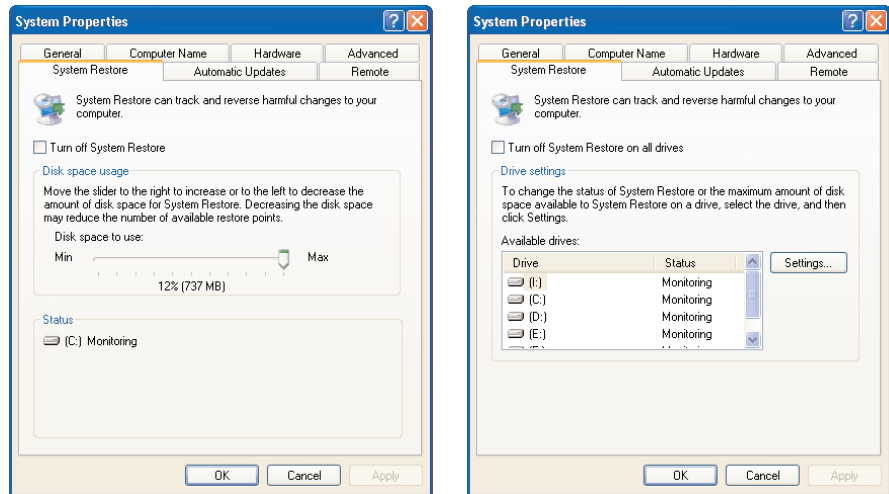 System Properties
General Computer Name Hardware Advanced
System Restore Automatic Updates Remote
System Restore can track and reverse harmful changes to your
computer.
Turn off System Restore
Disk space usage
Move the slider to the right to increase or to the left to decrease the
amount of disk space for System Restore. Decreasing the disk space
may reduce the number of available restore points.
Disk space to use:
Min Max
12% (737 MB)
Status
(C:) Monitoring
OK Cancel Apply
System Properties
General Computer Name Hardware Advanced
System Restore Automatic Updates Remote
System Restore can track and reverse harmful changes to your
computer.
Turn off System Restore on all drives
Drive settings
To change the status of System Restore or the maximum amount of disk
space available to System Restore on a drive, select the drive, and then
click Settings.
Available drives:
Drive Status
Settings...
(I:) Monitoring
(C:) Monitoring
(D:) Monitoring
(E:) Monitoring
OK Cancel Apply